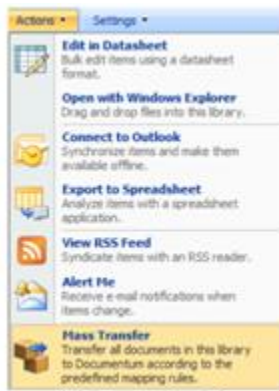 Actions Settings
Edit in Datasheet
Bulk edit items using a datasheet
format.
Open with Windows Explorer
Drag and drop files into this library.
Connect to Outlook
Synchronize items and make them
available offline.
Export to Spreadsheet
Analyze items with a spreadsheet
application.
View RSS Feed
Syndicate items with an RSS reader.
Alert Me
Receive e-mail notifications when
items change.
Mass Transfer
Transfer all documents in this library
to Documentum according to the
predefined mapping rules.